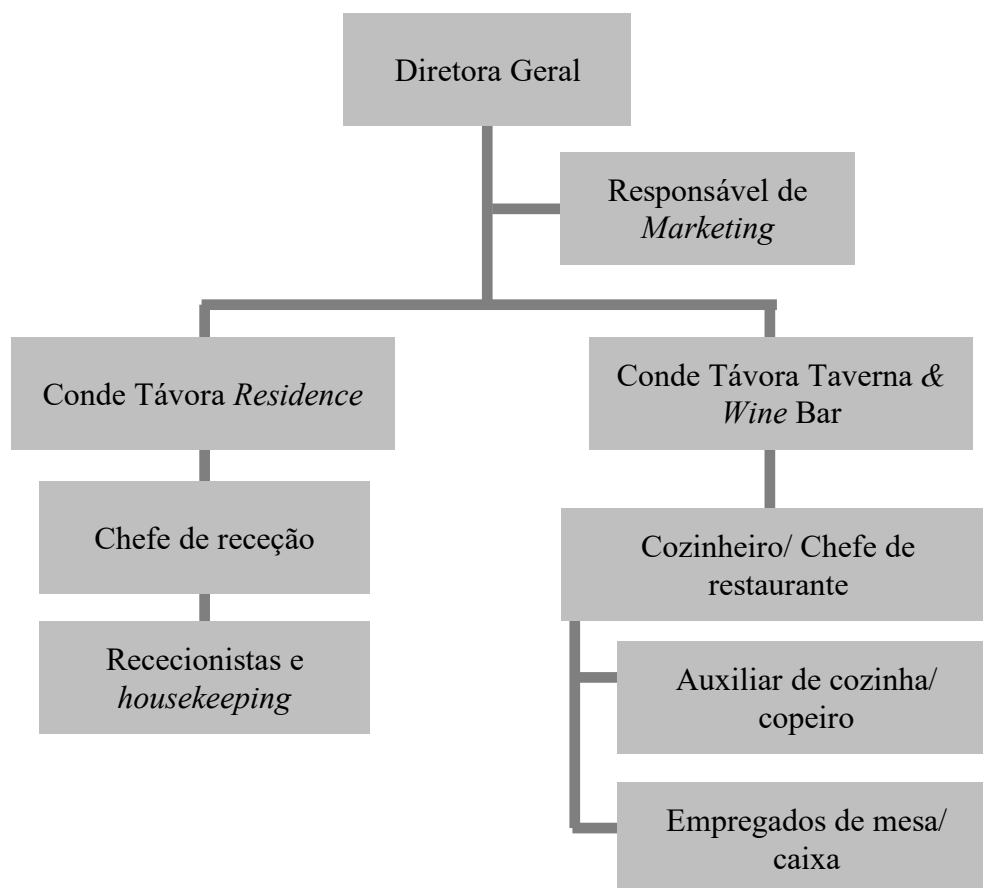 Diretora Geral
Responsável de
Marketing
Conde Távora Residence
Conde Távora Taverna &
Wine Bar
Chefe de receção
Cozinheiro/ Chefe de
restaurante
Rececionistas e
housekeeping
Auxiliar de cozinha/
copeiro
Empregados de mesa/
caixa